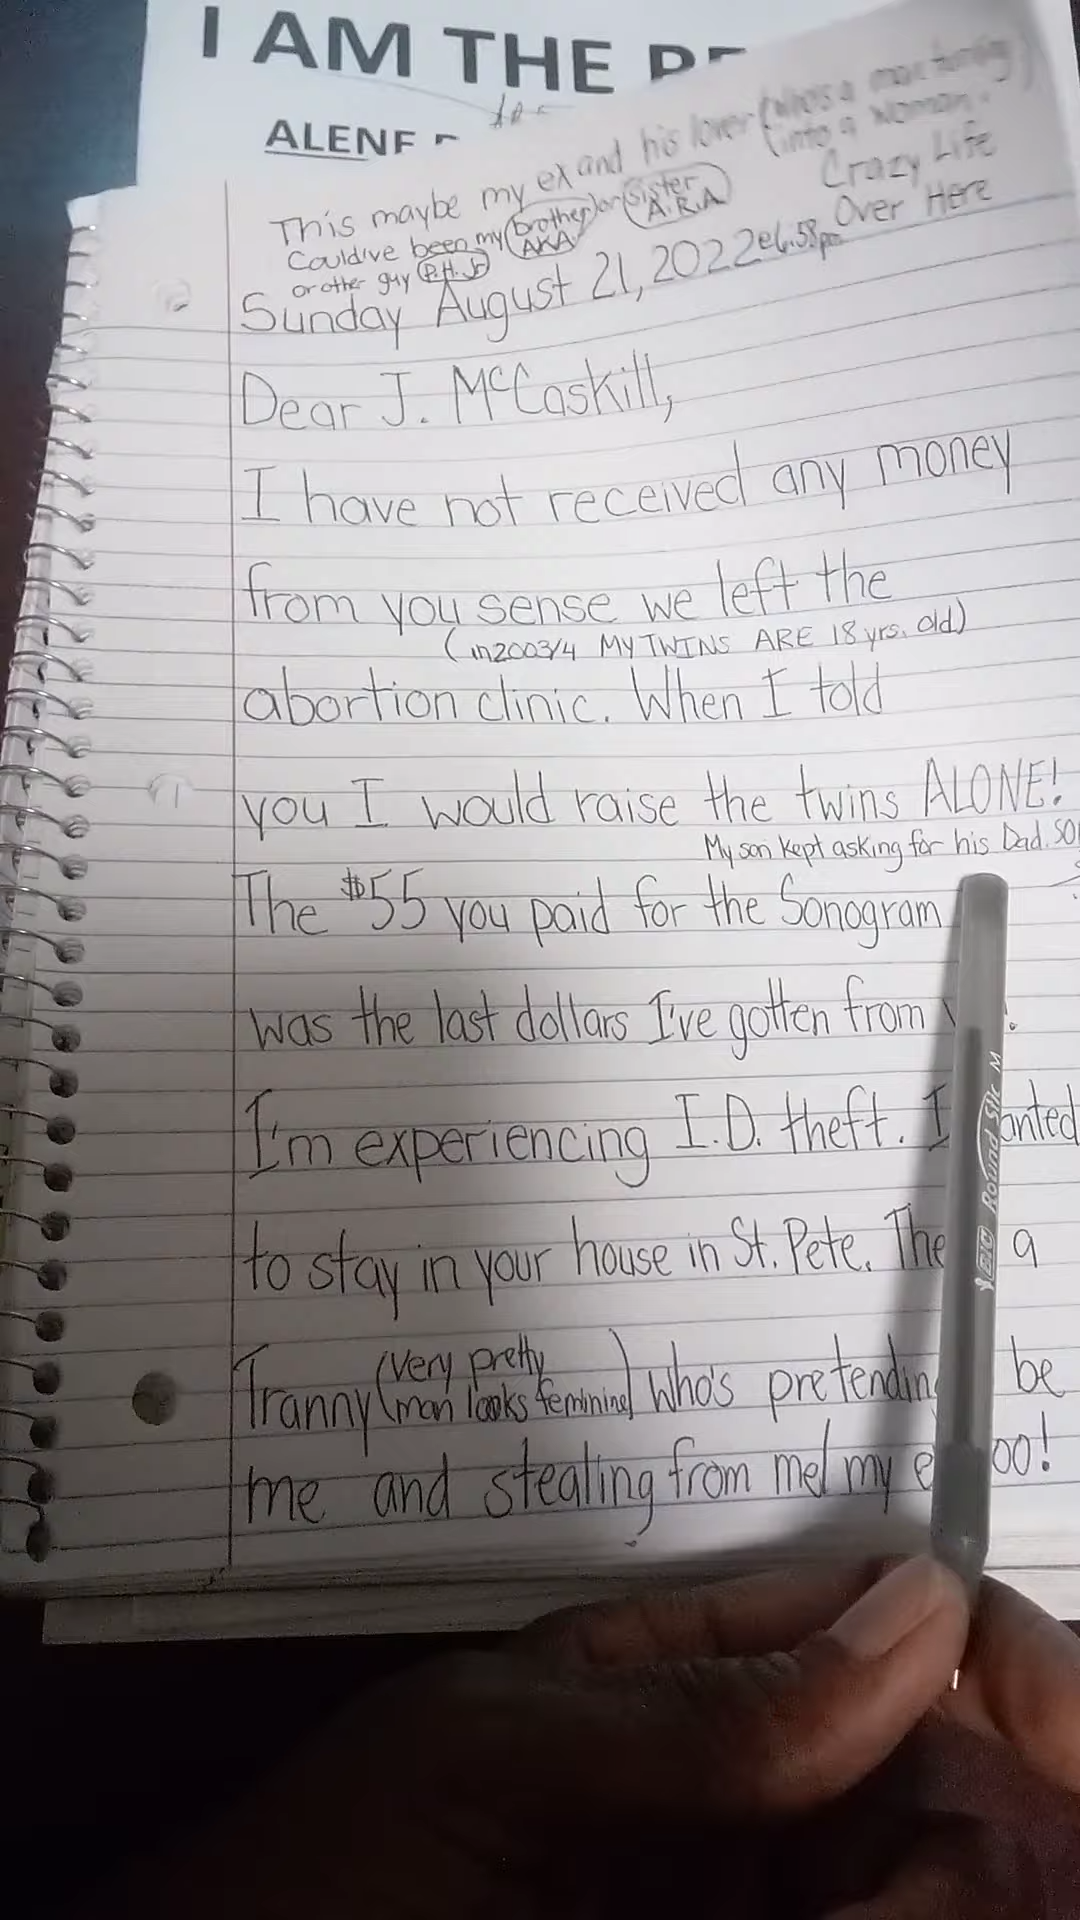 I AM THE
ALENE
This maybe my ex and his lover (who's a man turning
(into a woman.
Could've been my (brother) or (sister Crazy Life
AKA A.R.A Over Here
or other guy (P.H. Jr)
Sunday August 21, 2022 @6:58pm
Dear J. McCaskill,
I have not received any money
from you sense we left the
(in 2003/4 MY TWINS ARE 18 yrs. old)
abortion clinic. When I told
you I would raise the twins ALONE!
My son kept asking for his Dad. SO
The $55 you paid for the Sonogram
was the last dollars I've gotten from
I'm experiencing I.D. theft. I
to stay in your house in St. Pete. a
(very pretty
Tranny (man looks feminine) who's be
me and stealing from me/my
BIC Round Stic M